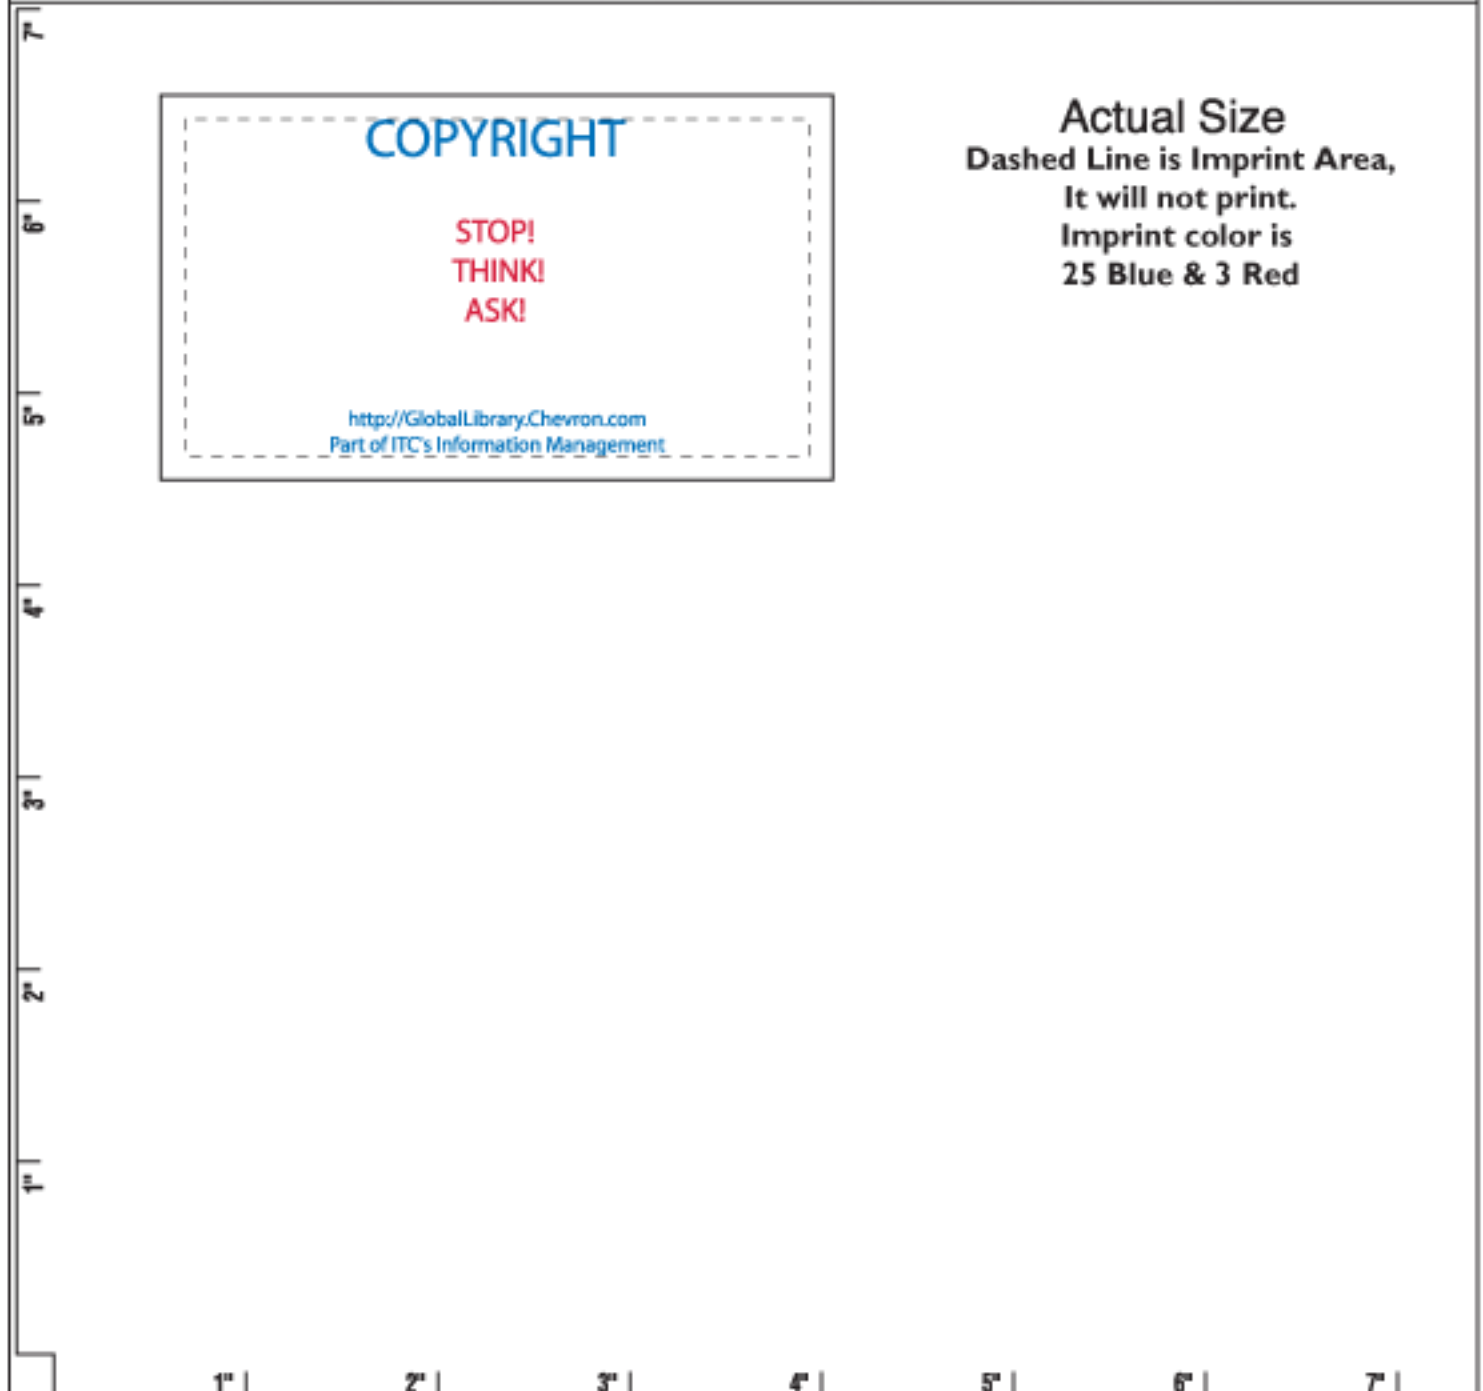 7"
COPYRIGHT
Actual Size
Dashed Line is Imprint Area,
It will not print.
Imprint color is
25 Blue & 3 Red
6"
STOP!
THINK!
ASK!
5"
http://GlobalLibrary.Chevron.com
Part of ITC's Information Management
4"
3"
2"
1"
1" 2" 3" 4" 5" 6" 7"